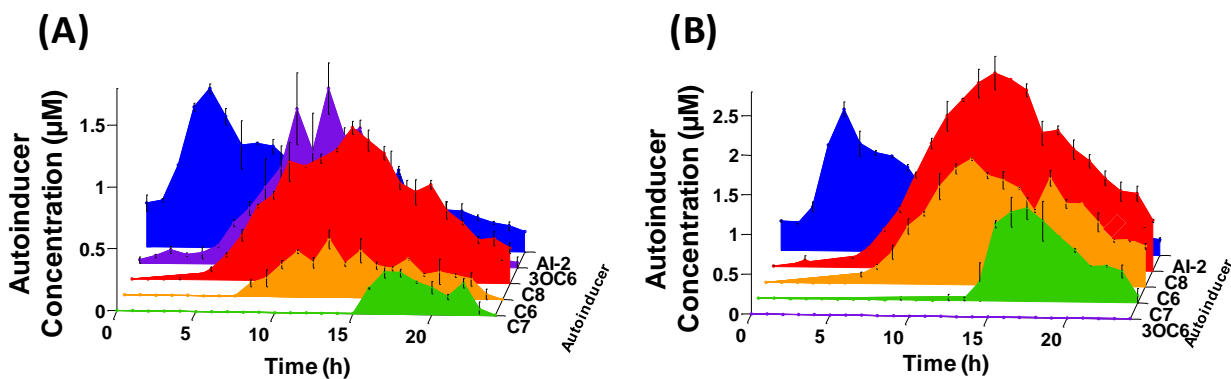 (A)
Autoinducer
Concentration (µM)
1.5
1
0.5
0
0
5
10
15
20
Time (h)
AI-2
3OC6
C8
C6
C7
Autoinducer
(B)
Autoinducer
Concentration (µM)
2.5
2
1.5
1
0.5
0
0
5
10
15
20
Time (h)
AI-2
C8
C6
C7
3OC6
Autoinducer